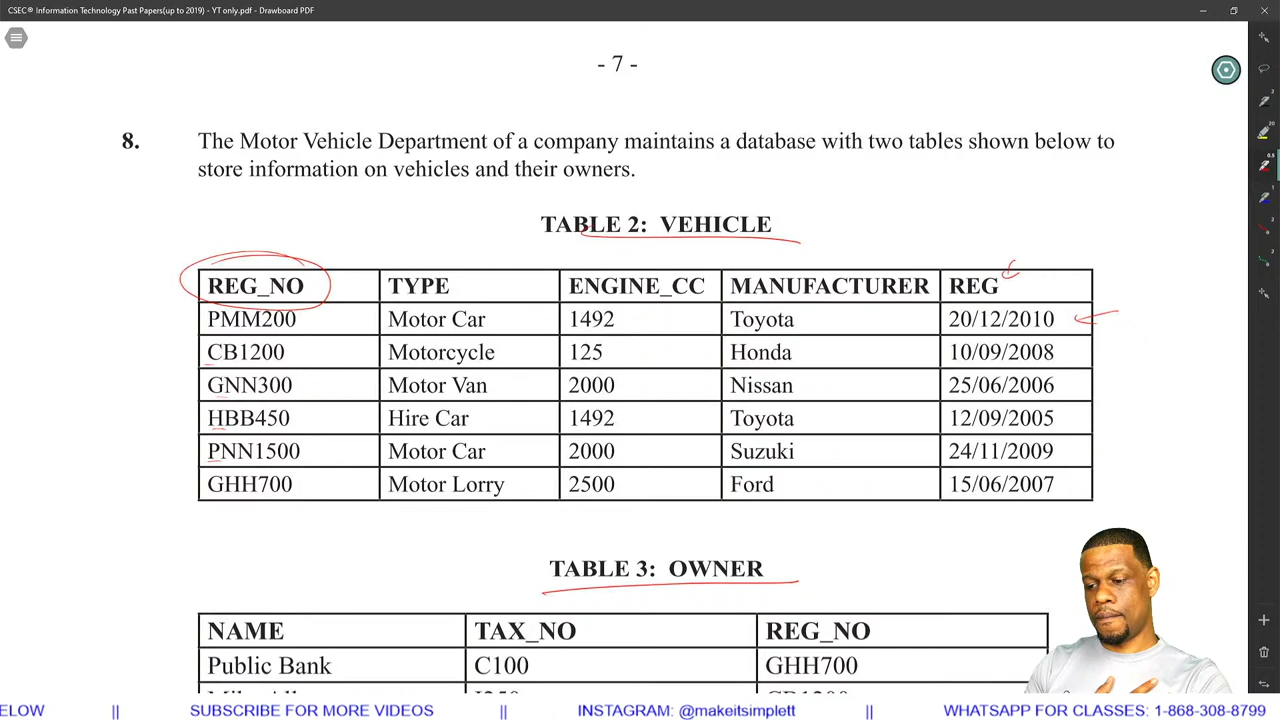 CSEC® Information Technology Past Papers(up to 2019) - YT only.pdf - Drawboard PDF
- 7 -
8. The Motor Vehicle Department of a company maintains a database with two tables shown below to
store information on vehicles and their owners.
TABLE 2: VEHICLE
REG_NO TYPE ENGINE_CC MANUFACTURER REG
PMM200 Motor Car 1492 Toyota 20/12/2010
CB1200 Motorcycle 125 Honda 10/09/2008
GNN300 Motor Van 2000 Nissan 25/06/2006
HBB450 Hire Car 1492 Toyota 12/09/2005
PNN1500 Motor Car 2000 Suzuki 24/11/2009
GHH700 Motor Lorry 2500 Ford 15/06/2007
TABLE 3: OWNER
NAME TAX_NO REG_NO
Public Bank C100 GHH700
ELOW || SUBSCRIBE FOR MORE VIDEOS || INSTAGRAM: @makeitsimplett || WHATSAPP FOR CLASSES: 1-868-308-8799